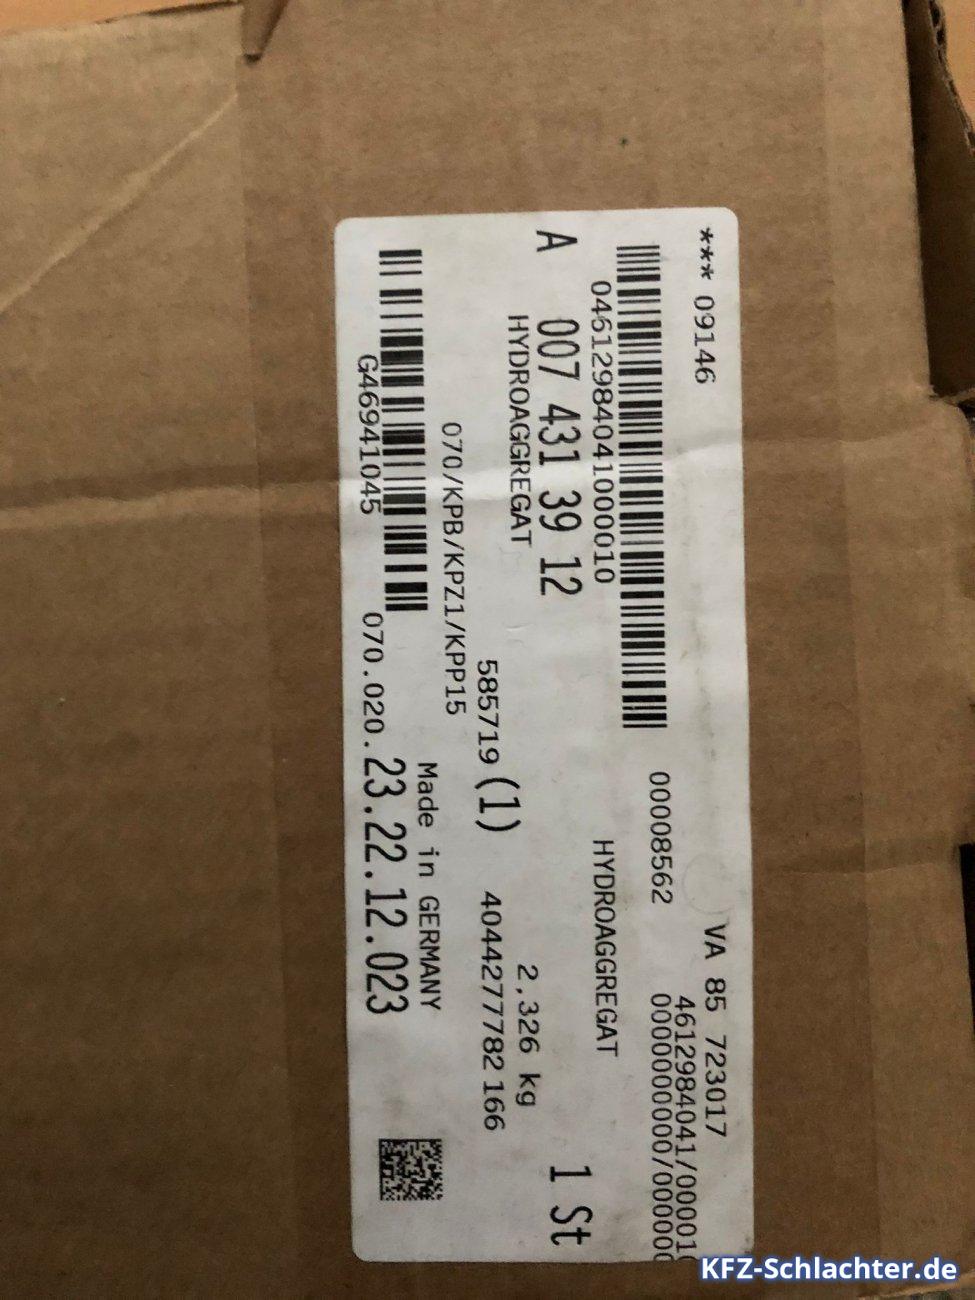 *** 09146
VA 85 723017
4612984041/00001
00008562
0000000000/000000
04612984041000010
HYDROAGGREGAT
A 007 431 39 12
1 St
HYDROAGGREGAT
2,326 kg
585719 (1)
4044277782166
070/KPB/KPZ1/KPP15
Made in GERMANY
G46941045
070.020.23.22.12.023
KFZ-Schlachter.de